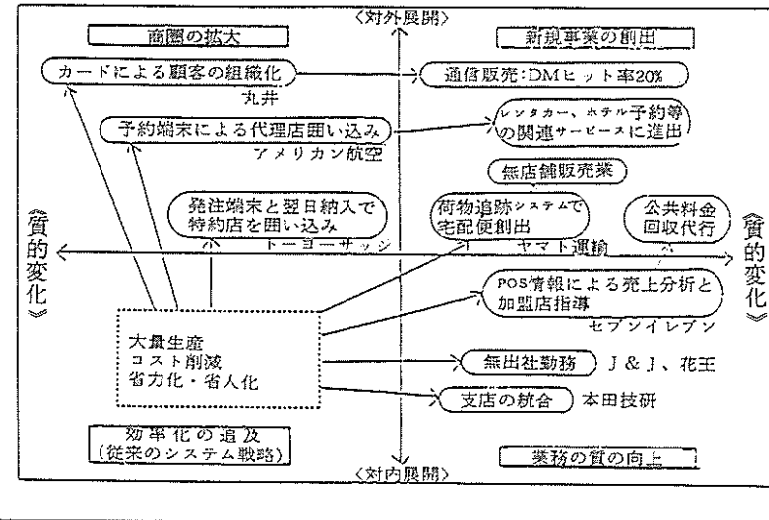 〈対外展開〉
商圏の拡大
新規事業の創出
カードによる顧客の組織化
丸井
通信販売:DMヒット率20%
予約端末による代理店囲い込み
アメリカン航空
レンタカー、ホテル予約等
の関連サービースに進出
無店舗販売業
発注端末と翌日納入で
特約店を囲い込み
トーヨーサッシ
荷物追跡システムで
宅配便創出
ヤマト運輸
公共料金
回収代行
《質的変化》
《質的変化》
POS情報による売上分析と
加盟店指導
セブンイレブン
大量生産
コスト削減
省力化・省人化
無出社勤務
J&J、花王
支店の統合
本田技研
効率化の追及
(従来のシステム戦略)
業務の質の向上
〈対内展開〉